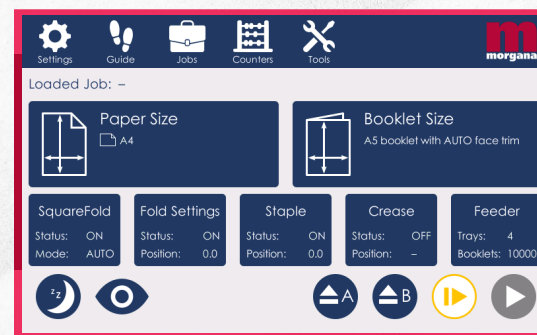 Settings Guide Jobs Counters Tools
morgana
Loaded Job: –
Paper Size
A4
Booklet Size
A5 booklet with AUTO face trim
SquareFold
Status: ON
Mode: AUTO
Fold Settings
Status: ON
Position: 0.0
Staple
Status: ON
Position: 0.0
Crease
Status: OFF
Position: –
Feeder
Trays: 4
Booklets: 10000
zz
A
B